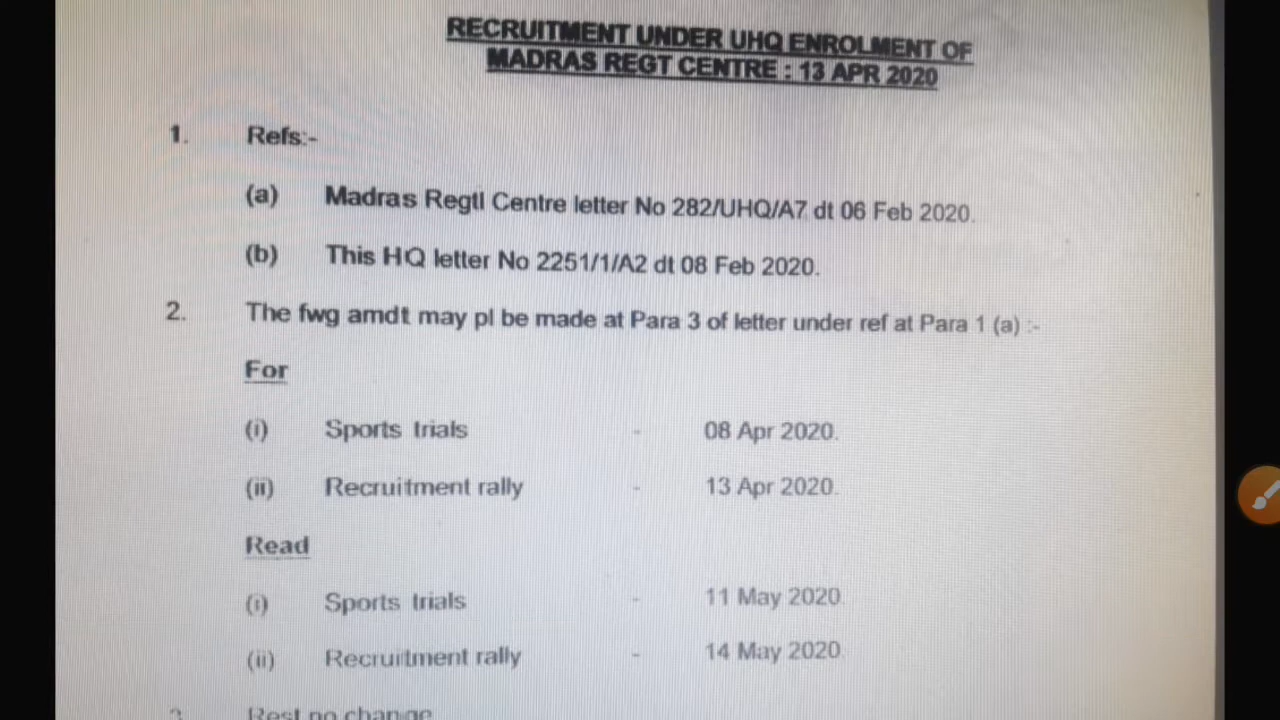 RECRUITMENT UNDER UHQ ENROLMENT OF
MADRAS REGT CENTRE : 13 APR 2020
1. Refs:-
(a) Madras Regtl Centre letter No 282/UHQ/A7 dt 06 Feb 2020.
(b) This HQ letter No 2251/1/A2 dt 08 Feb 2020.
2. The fwg amdt may pl be made at Para 3 of letter under ref at Para 1 (a) :-
For
(i) Sports trials - 08 Apr 2020.
(ii) Recruitment rally - 13 Apr 2020.
Read
(i) Sports trials - 11 May 2020.
(ii) Recruitment rally - 14 May 2020.
3. Rest no change